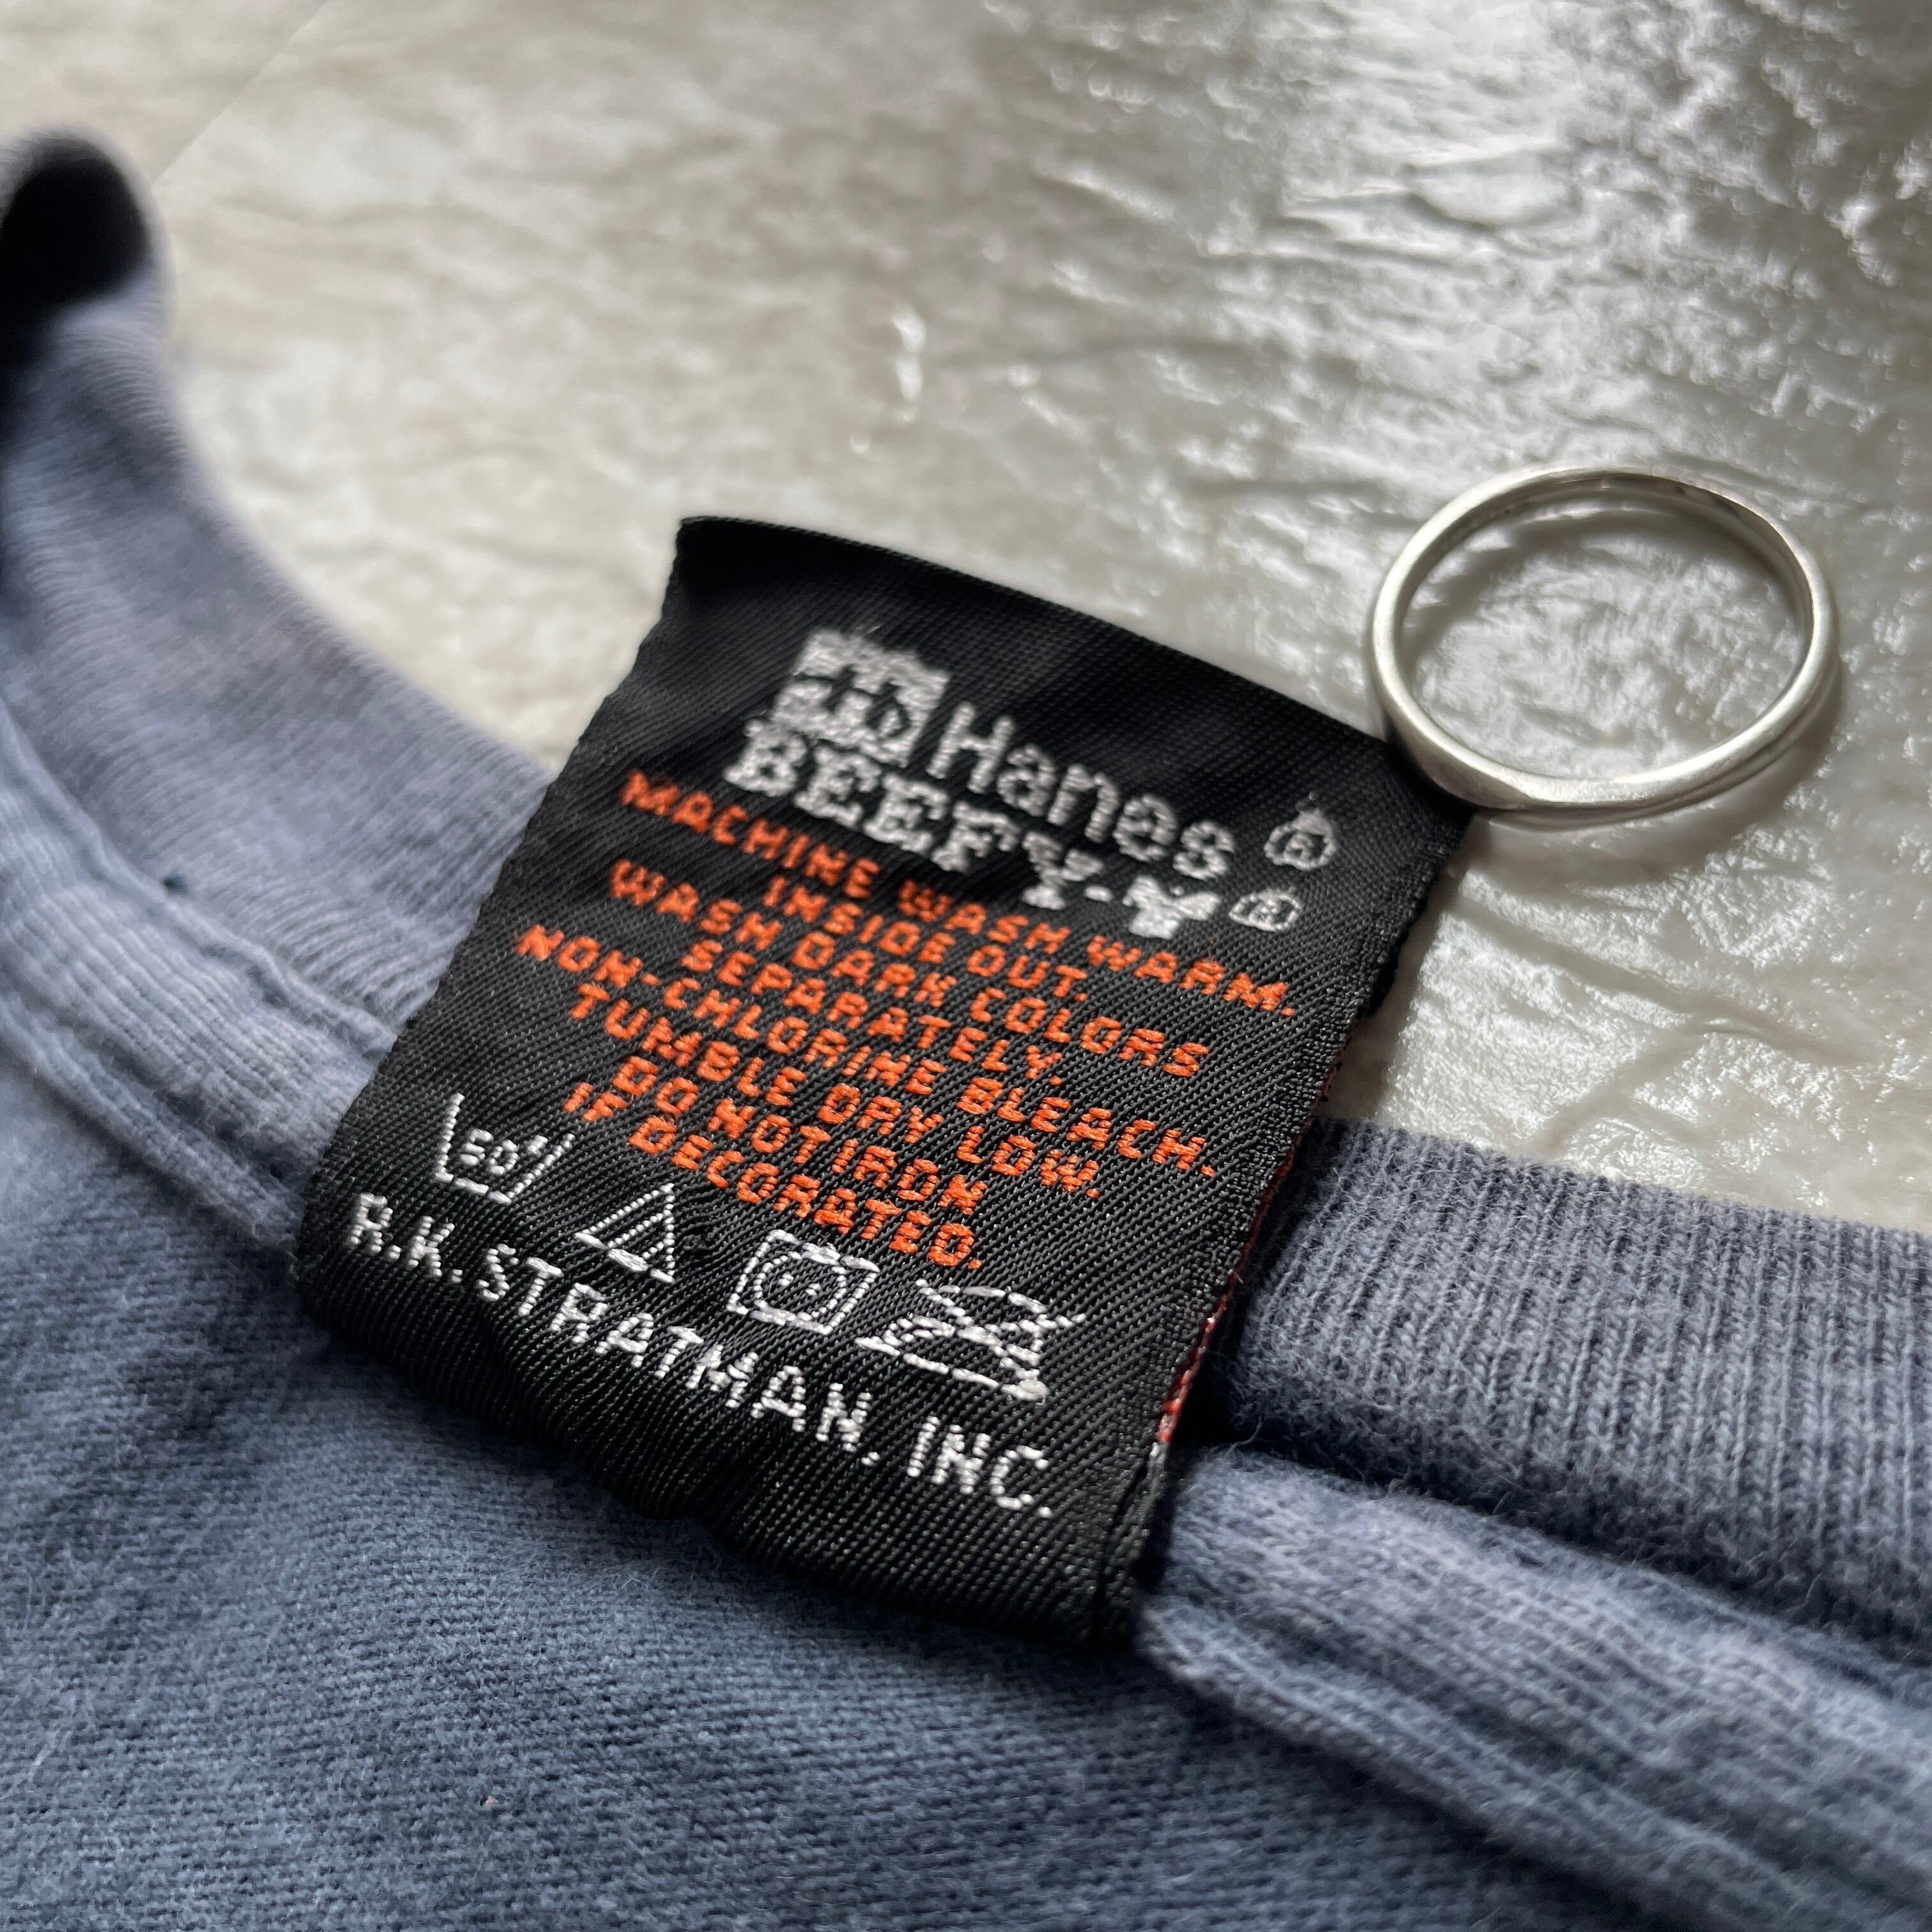 Hanes ®
BEEFY-T ®
MACHINE WASH WARM.
INSIDE OUT.
WASH DARK COLORS
SEPARATELY.
NON-CHLORINE BLEACH.
TUMBLE DRY LOW.
DO NOT IRON
IF DECORATED.
R.K. STRATMAN, INC.